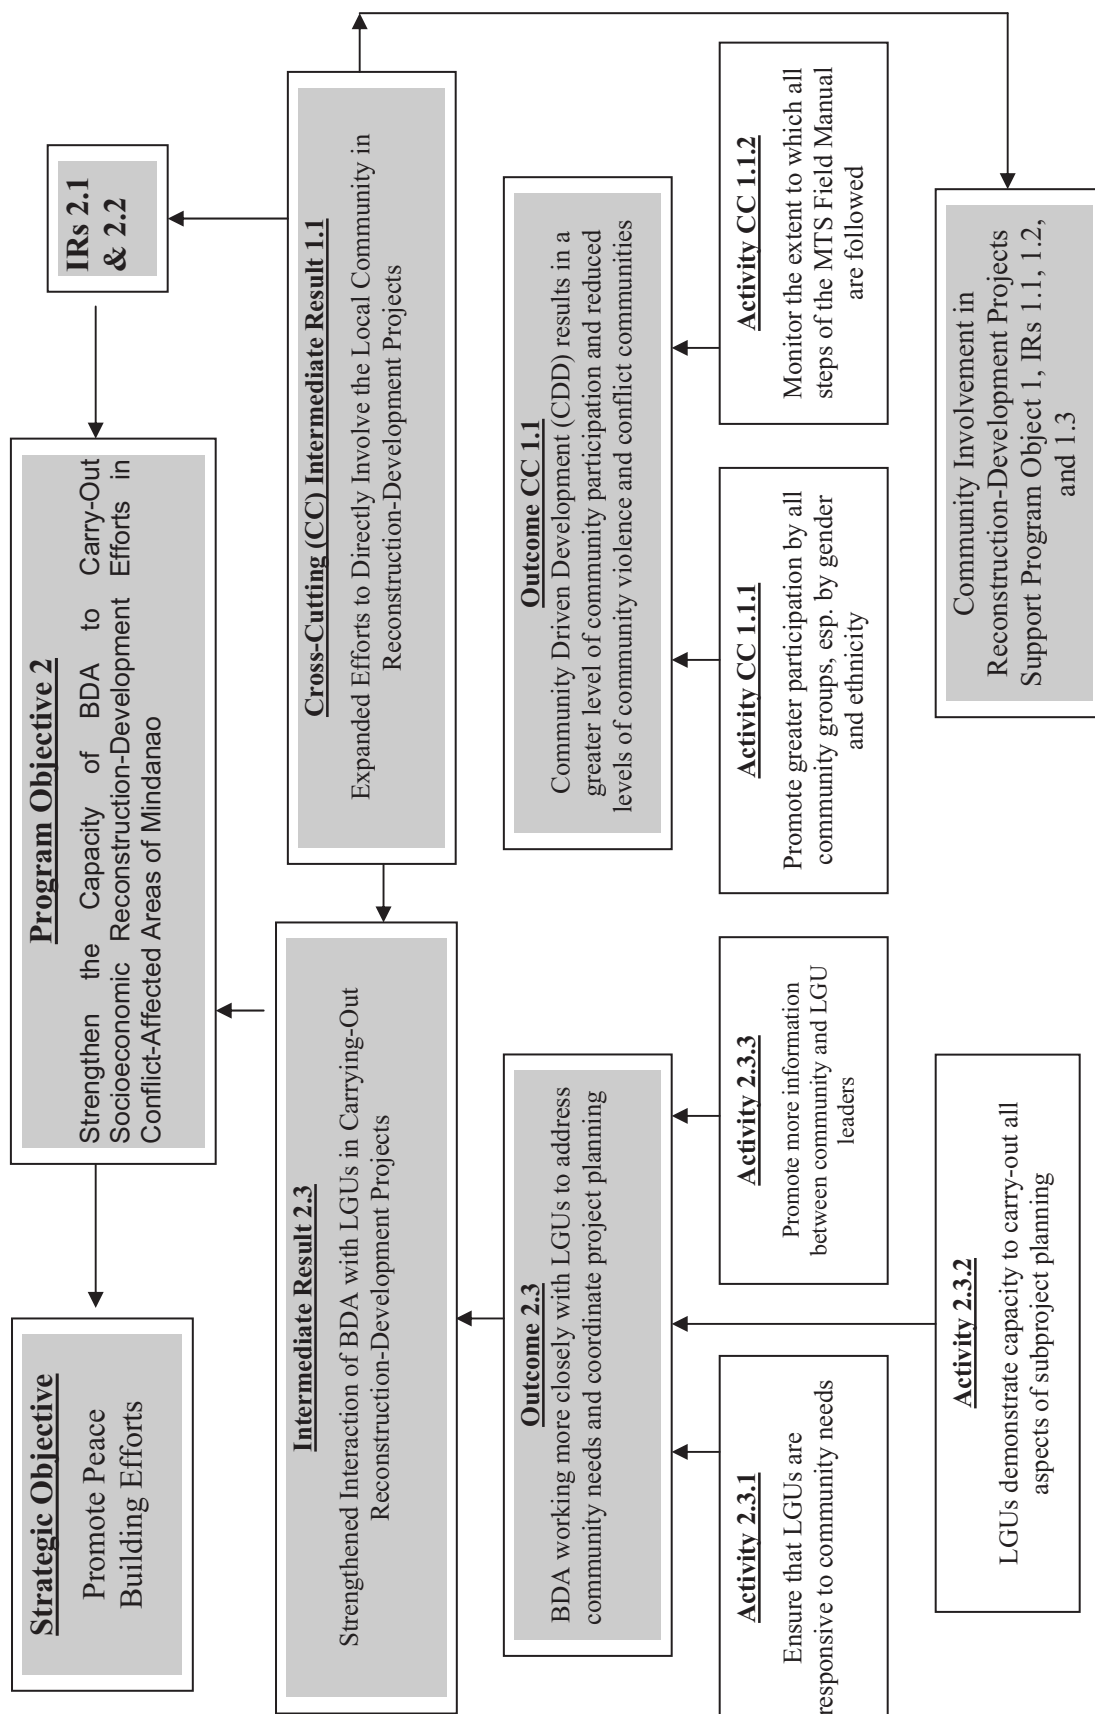 Strategic Objective
Promote Peace
Building Efforts
Program Objective 2
Strengthen the Capacity of BDA to Carry-Out
Socioeconomic Reconstruction-Development Efforts in
Conflict-Affected Areas of Mindanao
IRs 2.1
& 2.2
Intermediate Result 2.3
Strengthened Interaction of BDA with LGUs in Carrying-Out
Reconstruction-Development Projects
Cross-Cutting (CC) Intermediate Result 1.1
Expanded Efforts to Directly Involve the Local Community in
Reconstruction-Development Projects
Outcome 2.3
BDA working more closely with LGUs to address
community needs and coordinate project planning
Outcome CC 1.1
Community Driven Development (CDD) results in a
greater level of community participation and reduced
levels of community violence and conflict communities
Activity 2.3.1
Ensure that LGUs are
responsive to community needs
Activity 2.3.3
Promote more information
between community and LGU
leaders
Activity CC 1.1.1
Promote greater participation by all
community groups, esp. by gender
and ethnicity
Activity CC 1.1.2
Monitor the extent to which all
steps of the MTS Field Manual
are followed
Activity 2.3.2
LGUs demonstrate capacity to carry-out all
aspects of subproject planning
Community Involvement in
Reconstruction-Development Projects
Support Program Object 1, IRs 1.1, 1.2,
and 1.3